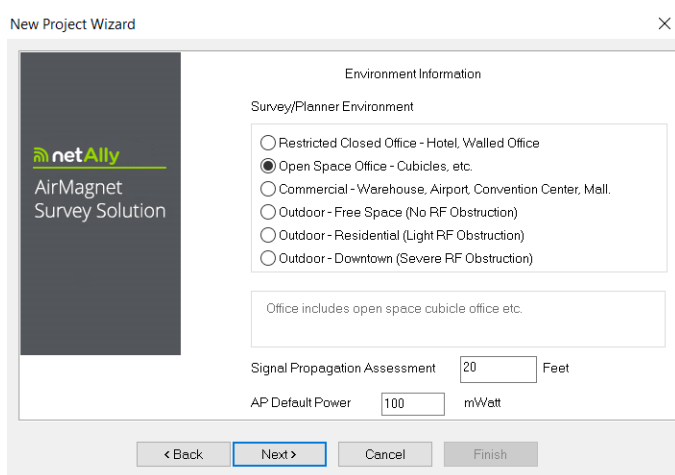 New Project Wizard
netAlly
AirMagnet
Survey Solution
Environment Information
Survey/Planner Environment
Restricted Closed Office - Hotel, Walled Office
Open Space Office - Cubicles, etc.
Commercial - Warehouse, Airport, Convention Center, Mall.
Outdoor - Free Space (No RF Obstruction)
Outdoor - Residential (Light RF Obstruction)
Outdoor - Downtown (Severe RF Obstruction)
Office includes open space cubicle office etc.
Signal Propagation Assessment 20 Feet
AP Default Power 100 mWatt
< Back Next > Cancel Finish